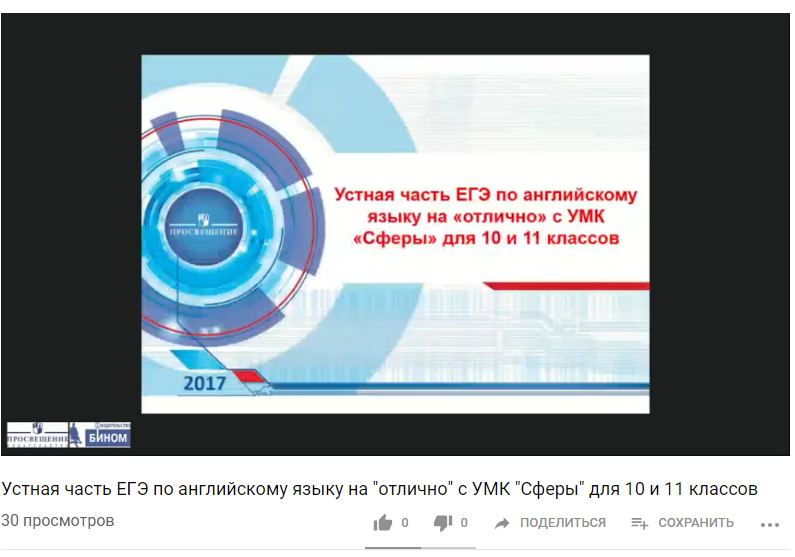 Устная часть ЕГЭ по английскому
языку на «отлично» с УМК
«Сферы» для 10 и 11 классов
ПРОСВЕЩЕНИЕ
2017
ПРОСВЕЩЕНИЕ
ИЗДАТЕЛЬСТВО
ИЗДАТЕЛЬСТВО
БИНОМ
Устная часть ЕГЭ по английскому языку на "отлично" с УМК "Сферы" для 10 и 11 классов
30 просмотров
0
0
ПОДЕЛИТЬСЯ
СОХРАНИТЬ